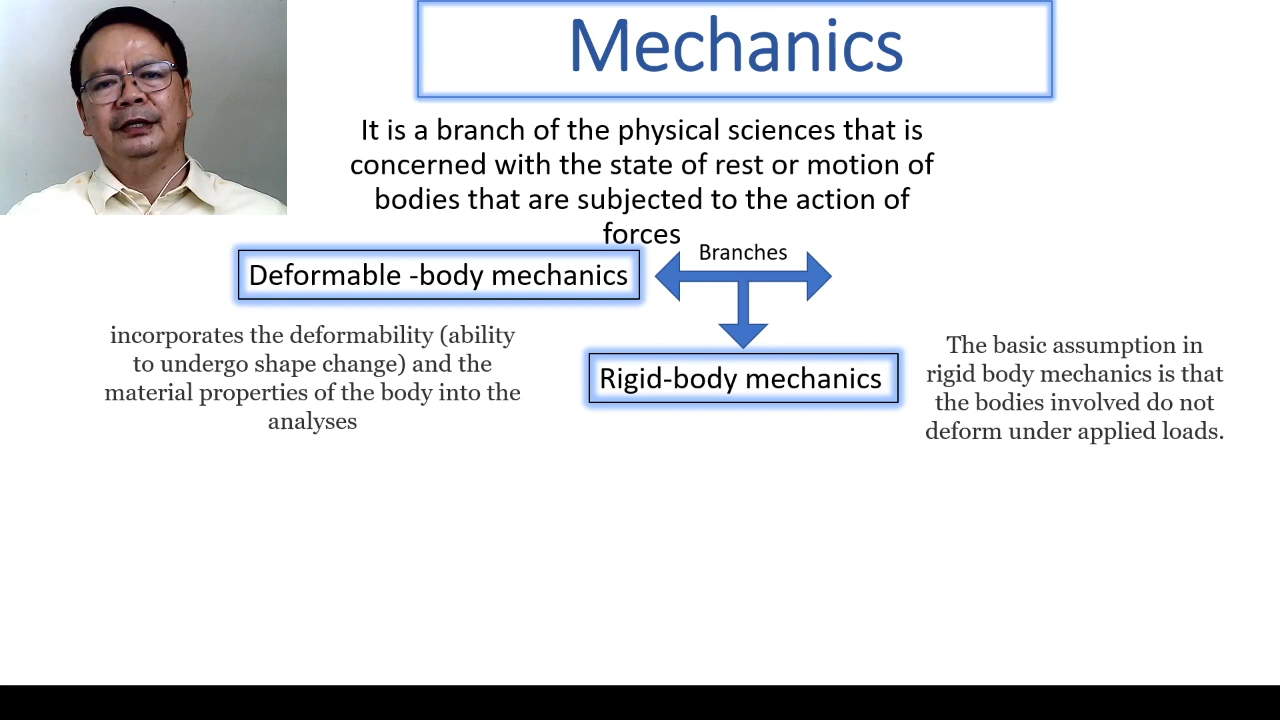 Mechanics
It is a branch of the physical sciences that is
concerned with the state of rest or motion of
bodies that are subjected to the action of
forces
Branches
Deformable -body mechanics
incorporates the deformability (ability
to undergo shape change) and the
material properties of the body into the
analyses
Rigid-body mechanics
The basic assumption in
rigid body mechanics is that
the bodies involved do not
deform under applied loads.